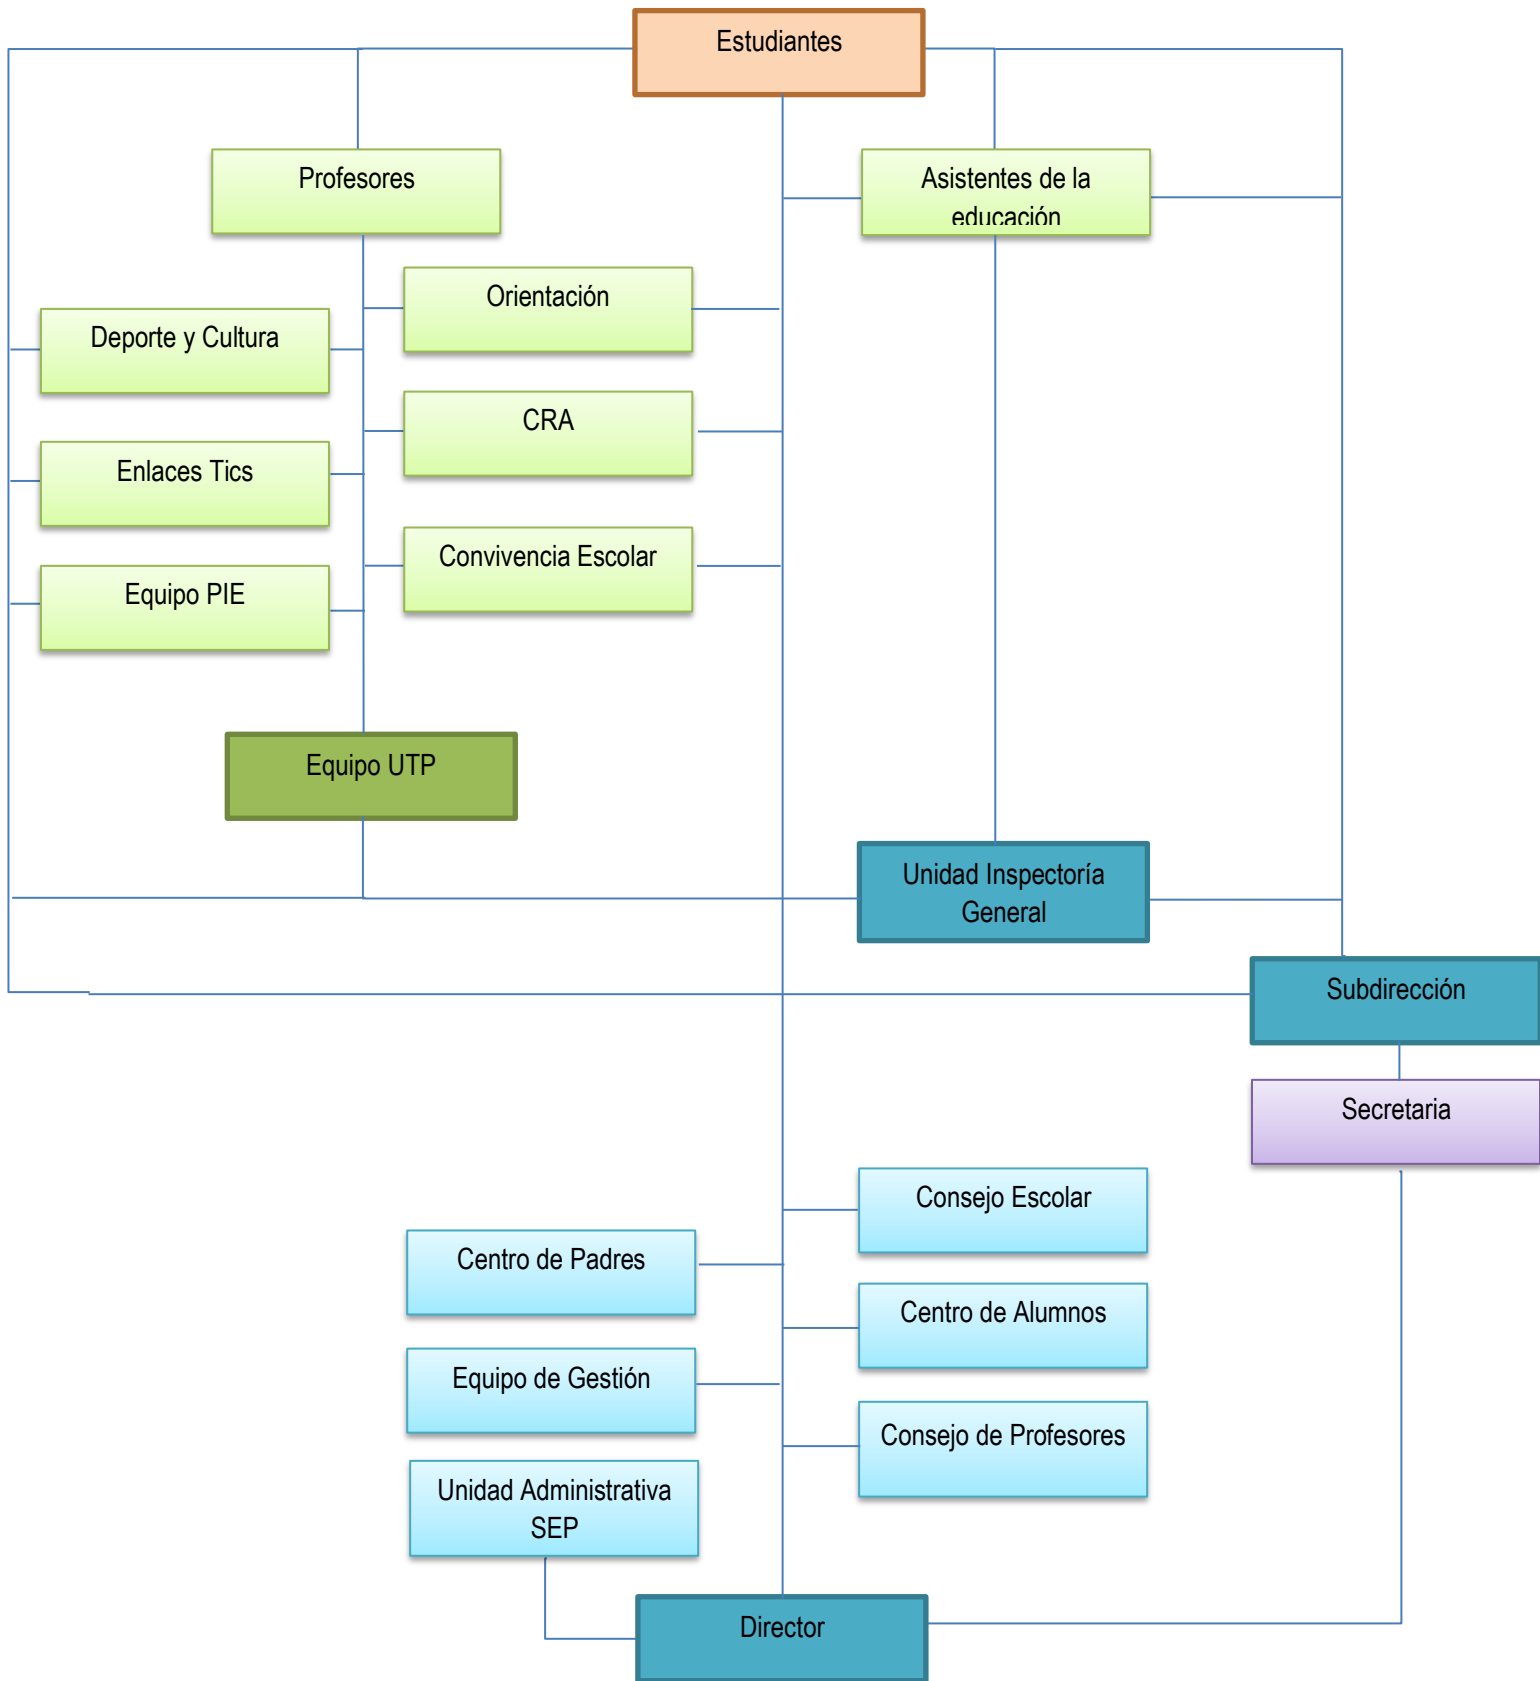 Estudiantes
Profesores
Asistentes de la
educación
Orientación
Deporte y Cultura
CRA
Enlaces Tics
Convivencia Escolar
Equipo PIE
Equipo UTP
Unidad Inspectoría
General
Subdirección
Secretaria
Consejo Escolar
Centro de Padres
Centro de Alumnos
Equipo de Gestión
Consejo de Profesores
Unidad Administrativa
SEP
Director